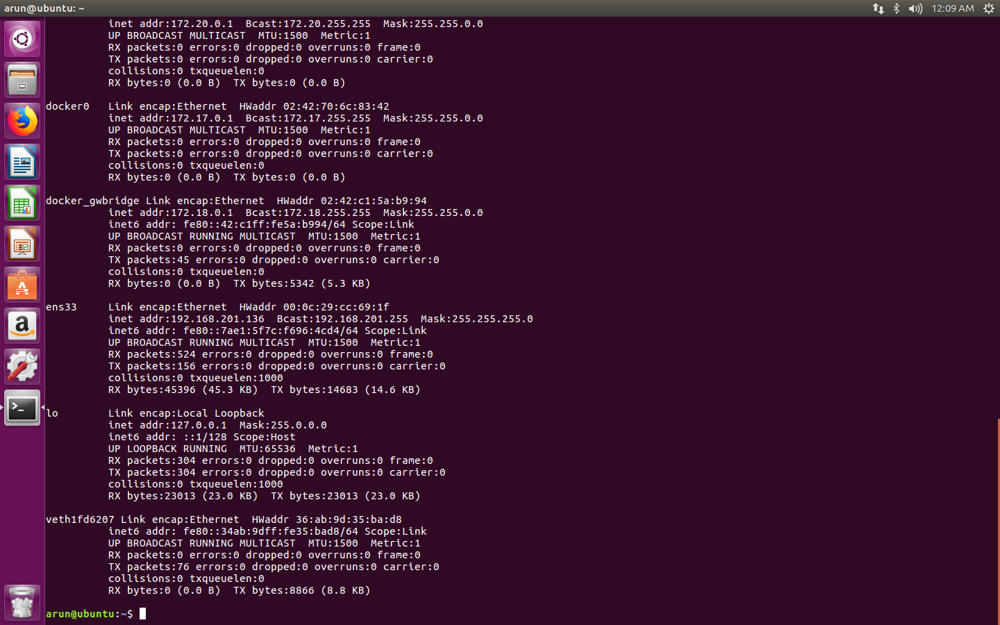 arun@ubuntu: ~
12:09 AM
inet addr:172.20.0.1  Bcast:172.20.255.255  Mask:255.255.0.0
UP BROADCAST MULTICAST  MTU:1500  Metric:1
RX packets:0 errors:0 dropped:0 overruns:0 frame:0
TX packets:0 errors:0 dropped:0 overruns:0 carrier:0
collisions:0 txqueuelen:0
RX bytes:0 (0.0 B)  TX bytes:0 (0.0 B)
docker0   Link encap:Ethernet  HWaddr 02:42:70:6c:83:42
inet addr:172.17.0.1  Bcast:172.17.255.255  Mask:255.255.0.0
UP BROADCAST MULTICAST  MTU:1500  Metric:1
RX packets:0 errors:0 dropped:0 overruns:0 frame:0
TX packets:0 errors:0 dropped:0 overruns:0 carrier:0
collisions:0 txqueuelen:0
RX bytes:0 (0.0 B)  TX bytes:0 (0.0 B)
docker_gwbridge Link encap:Ethernet  HWaddr 02:42:c1:5a:b9:94
inet addr:172.18.0.1  Bcast:172.18.255.255  Mask:255.255.0.0
inet6 addr: fe80::42:c1ff:fe5a:b994/64 Scope:Link
UP BROADCAST RUNNING MULTICAST  MTU:1500  Metric:1
RX packets:0 errors:0 dropped:0 overruns:0 frame:0
TX packets:45 errors:0 dropped:0 overruns:0 carrier:0
collisions:0 txqueuelen:0
RX bytes:0 (0.0 B)  TX bytes:5342 (5.3 KB)
ens33     Link encap:Ethernet  HWaddr 00:0c:29:cc:69:1f
inet addr:192.168.201.136  Bcast:192.168.201.255  Mask:255.255.255.0
inet6 addr: fe80::7ae1:5f7c:f696:4cd4/64 Scope:Link
UP BROADCAST RUNNING MULTICAST  MTU:1500  Metric:1
RX packets:524 errors:0 dropped:0 overruns:0 frame:0
TX packets:156 errors:0 dropped:0 overruns:0 carrier:0
collisions:0 txqueuelen:1000
RX bytes:45396 (45.3 KB)  TX bytes:14683 (14.6 KB)
lo        Link encap:Local Loopback
inet addr:127.0.0.1  Mask:255.0.0.0
inet6 addr: ::1/128 Scope:Host
UP LOOPBACK RUNNING  MTU:65536  Metric:1
RX packets:304 errors:0 dropped:0 overruns:0 frame:0
TX packets:304 errors:0 dropped:0 overruns:0 carrier:0
collisions:0 txqueuelen:1000
RX bytes:23013 (23.0 KB)  TX bytes:23013 (23.0 KB)
veth1fd6207 Link encap:Ethernet  HWaddr 36:ab:9d:35:ba:d8
inet6 addr: fe80::34ab:9dff:fe35:bad8/64 Scope:Link
UP BROADCAST RUNNING MULTICAST  MTU:1500  Metric:1
RX packets:0 errors:0 dropped:0 overruns:0 frame:0
TX packets:76 errors:0 dropped:0 overruns:0 carrier:0
collisions:0 txqueuelen:0
RX bytes:0 (0.0 B)  TX bytes:8866 (8.8 KB)
arun@ubuntu:~$